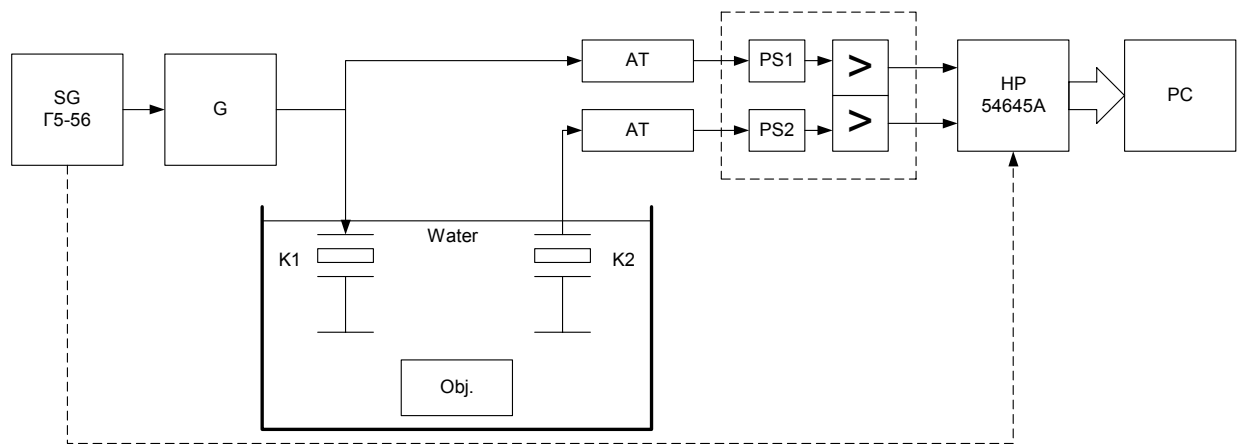 SG
Г5-56
G
AT
PS1
>
HP
54645A
PC
AT
PS2
>
Water
K1
K2
Obj.